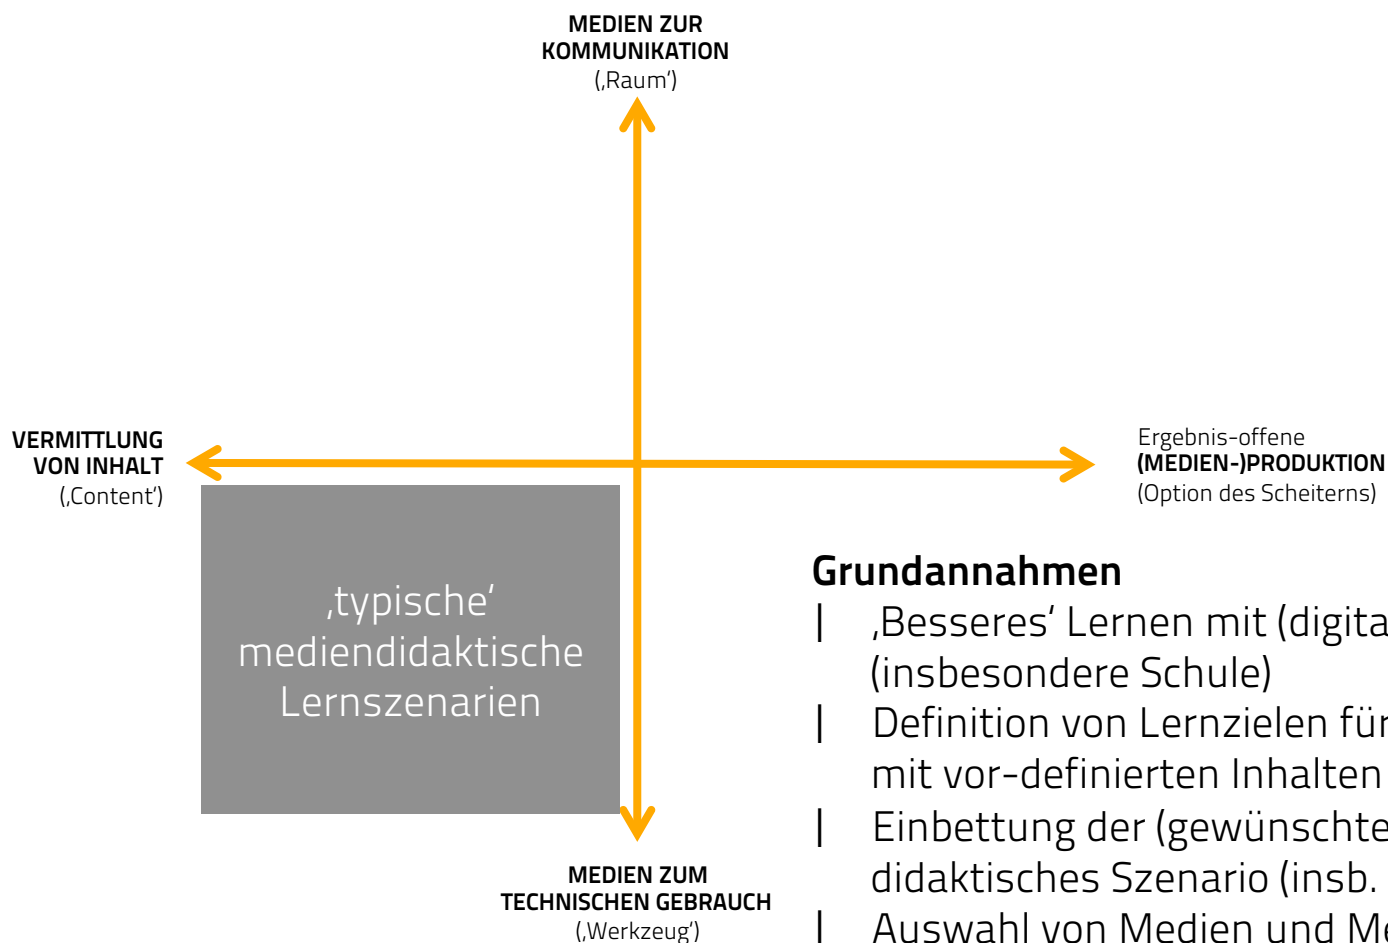 MEDIEN ZUR
KOMMUNIKATION
(‚Raum‘)
VERMITTLUNG
VON INHALT
(‚Content‘)
Ergebnis-offene
(MEDIEN-)PRODUKTION
(Option des Scheiterns)
‚typische‘
mediendidaktische
Lernszenarien
MEDIEN ZUM
TECHNISCHEN GEBRAUCH
(‚Werkzeug‘)
Grundannahmen
| ‚Besseres‘ Lernen mit (digita
(insbesondere Schule)
| Definition von Lernzielen für
mit vor-definierten Inhalten
| Einbettung der (gewünschte
didaktisches Szenario (insb.
| Auswahl von Medien und Me